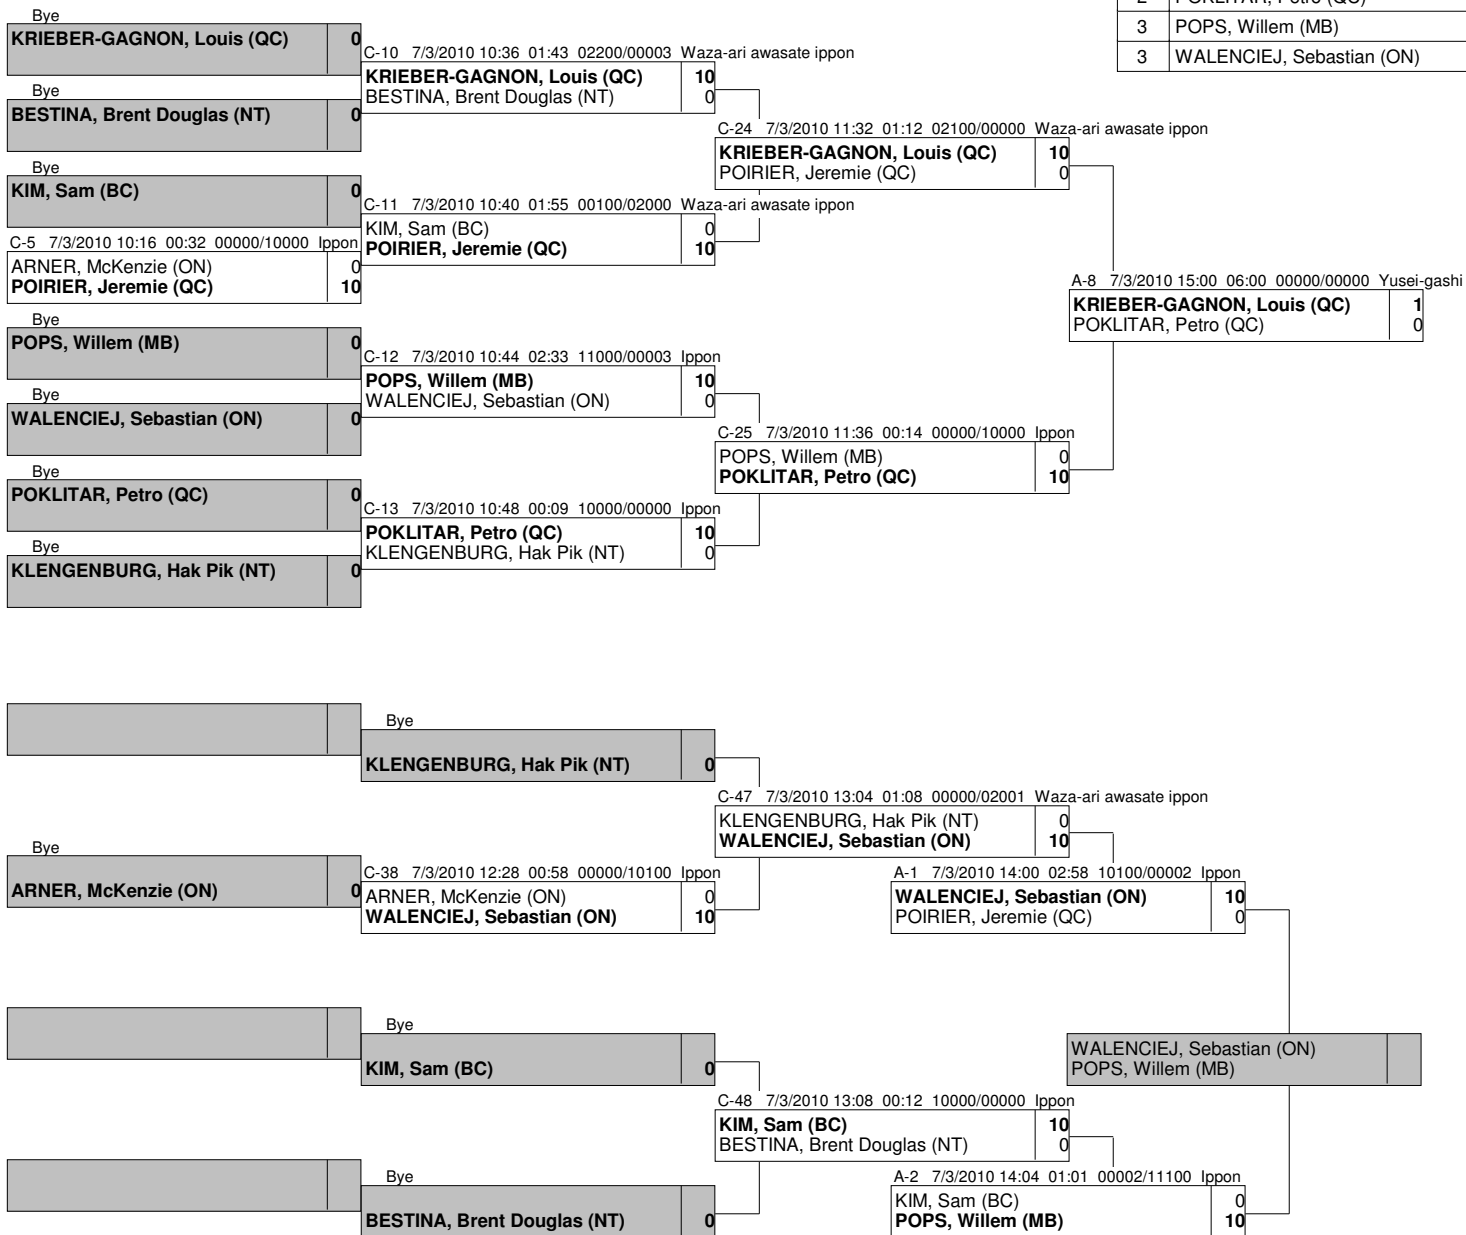 2 POKLITAR, Petro (QC)
3 POPS, Willem (MB)
3 WALENCIEJ, Sebastian (ON)
Bye
KRIEBER-GAGNON, Louis (QC) 0
C-10 7/3/2010 10:36 01:43 02200/00003 Waza-ari awasate ippon
KRIEBER-GAGNON, Louis (QC) 10
BESTINA, Brent Douglas (NT) 0
Bye
BESTINA, Brent Douglas (NT) 0
C-24 7/3/2010 11:32 01:12 02100/00000 Waza-ari awasate ippon
KRIEBER-GAGNON, Louis (QC) 10
POIRIER, Jeremie (QC) 0
Bye
KIM, Sam (BC) 0
C-11 7/3/2010 10:40 01:55 00100/02000 Waza-ari awasate ippon
KIM, Sam (BC) 0
POIRIER, Jeremie (QC) 10
C-5 7/3/2010 10:16 00:32 00000/10000 Ippon
ARNER, McKenzie (ON) 0
POIRIER, Jeremie (QC) 10
A-8 7/3/2010 15:00 06:00 00000/00000 Yusei-gashi
KRIEBER-GAGNON, Louis (QC) 1
POKLITAR, Petro (QC) 0
Bye
POPS, Willem (MB) 0
C-12 7/3/2010 10:44 02:33 11000/00003 Ippon
POPS, Willem (MB) 10
WALENCIEJ, Sebastian (ON) 0
Bye
WALENCIEJ, Sebastian (ON) 0
C-25 7/3/2010 11:36 00:14 00000/10000 Ippon
POPS, Willem (MB) 0
POKLITAR, Petro (QC) 10
Bye
POKLITAR, Petro (QC) 0
C-13 7/3/2010 10:48 00:09 10000/00000 Ippon
POKLITAR, Petro (QC) 10
KLENGENBURG, Hak Pik (NT) 0
Bye
KLENGENBURG, Hak Pik (NT) 0
Bye
KLENGENBURG, Hak Pik (NT) 0
C-47 7/3/2010 13:04 01:08 00000/02001 Waza-ari awasate ippon
KLENGENBURG, Hak Pik (NT) 0
WALENCIEJ, Sebastian (ON) 10
Bye
ARNER, McKenzie (ON) 0
C-38 7/3/2010 12:28 00:58 00000/10100 Ippon
ARNER, McKenzie (ON) 0
WALENCIEJ, Sebastian (ON) 10
A-1 7/3/2010 14:00 02:58 10100/00002 Ippon
WALENCIEJ, Sebastian (ON) 10
POIRIER, Jeremie (QC) 0
Bye
KIM, Sam (BC) 0
WALENCIEJ, Sebastian (ON)
POPS, Willem (MB)
C-48 7/3/2010 13:08 00:12 10000/00000 Ippon
KIM, Sam (BC) 10
BESTINA, Brent Douglas (NT) 0
Bye
BESTINA, Brent Douglas (NT) 0
A-2 7/3/2010 14:04 01:01 00002/11100 Ippon
KIM, Sam (BC) 0
POPS, Willem (MB) 10